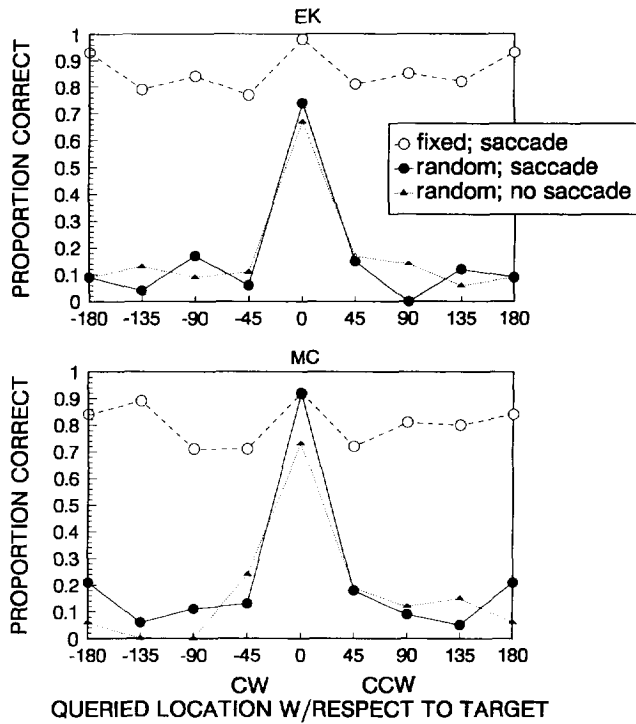 EK
PROPORTION CORRECT
1
0.9
0.8
0.7
0.6
0.5
0.4
0.3
0.2
0.1
0
-180 -135 -90 -45 0 45 90 135 180
fixed; saccade
random; saccade
random; no saccade
MC
PROPORTION CORRECT
1
0.9
0.8
0.7
0.6
0.5
0.4
0.3
0.2
0.1
0
-180 -135 -90 -45 0 45 90 135 180
CW CCW
QUERIED LOCATION W/RESPECT TO TARGET